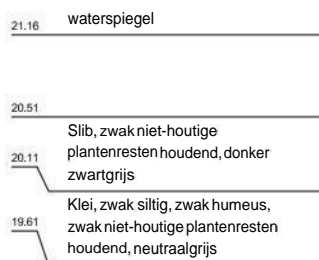 21.16 waterspiegel
20.51
Slib, zwak niet-houtige
20.11 plantenresten houdend, donker
zwartgrijs
Klei, zwak siltig, zwak humeus,
19.61 zwak niet-houtige plantenresten
houdend, neutraalgrijs